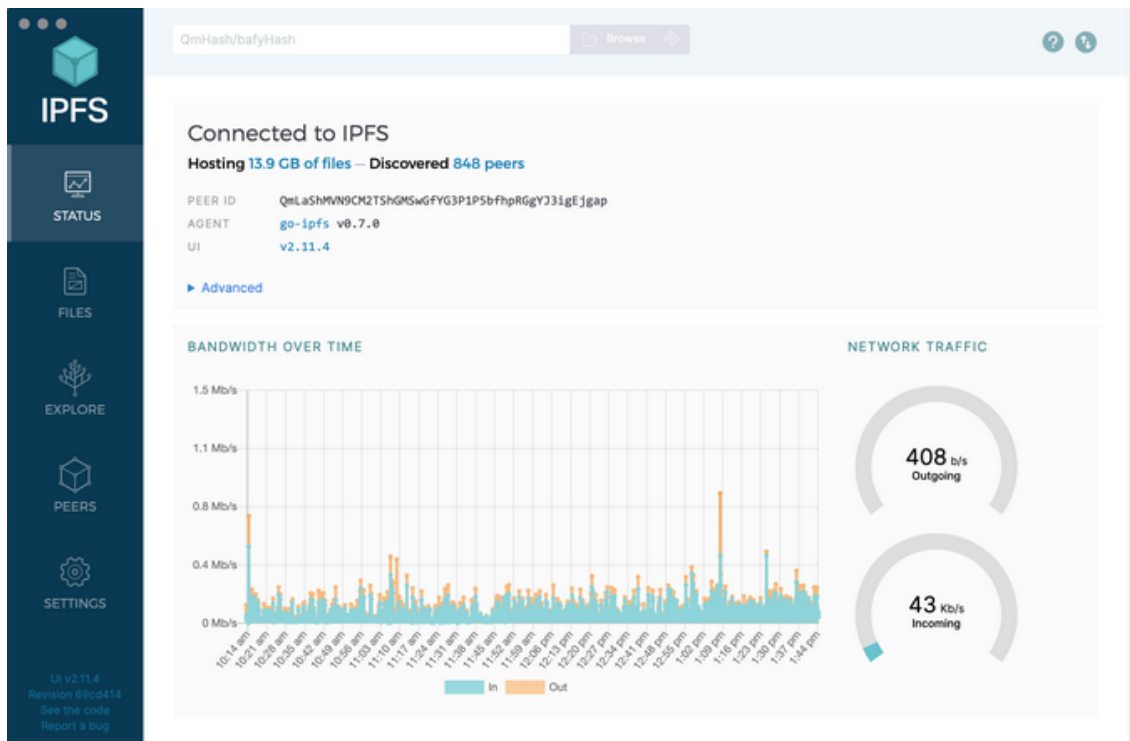 IPFS
STATUS
FILES
EXPLORE
PEERS
SETTINGS
UI v2.11.4
Revision 69cd414
See the code
Report a bug
QmHash/bafyHash
Browse
Connected to IPFS
Hosting 13.9 GB of files — Discovered 848 peers
PEER ID QmLaShMVN9CM2TShGMSwGfYG3P1P5bfhpRGgYJ3igEjgap
AGENT go-ipfs v0.7.0
UI v2.11.4
Advanced
BANDWIDTH OVER TIME
1.5 Mb/s
1.1 Mb/s
0.8 Mb/s
0.4 Mb/s
0 Mb/s
10:14 am
10:21 am
10:28 am
10:35 am
10:42 am
10:49 am
10:56 am
11:03 am
11:10 am
11:17 am
11:24 am
11:31 am
11:38 am
11:45 am
11:52 am
11:59 am
12:06 pm
12:13 pm
12:20 pm
12:27 pm
12:34 pm
12:41 pm
12:48 pm
12:55 pm
1:02 pm
1:09 pm
1:16 pm
1:23 pm
1:30 pm
1:37 pm
1:44 pm
In Out
NETWORK TRAFFIC
408 b/s
Outgoing
43 Kb/s
Incoming